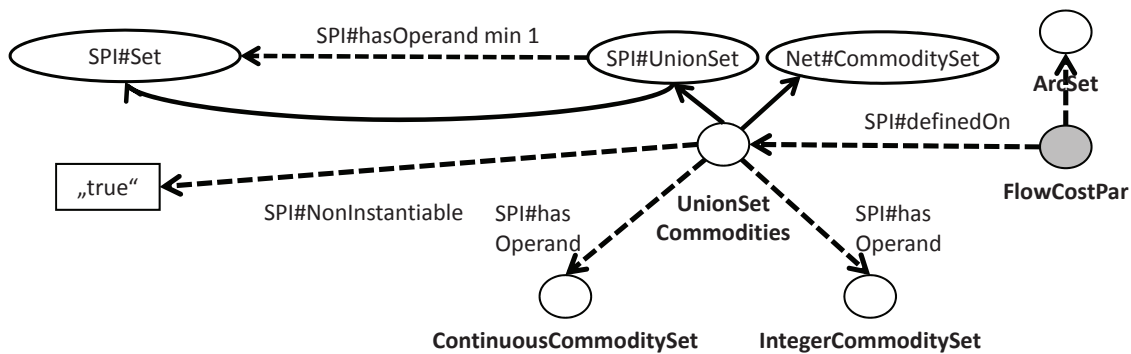 SPI#hasOperand min 1
SPI#Set
SPI#UnionSet
Net#CommoditySet
ArcSet
SPI#definedOn
„true“
SPI#NonInstantiable
FlowCostPar
SPI#has
Operand
UnionSet
Commodities
SPI#has
Operand
ContinuousCommoditySet
IntegerCommoditySet